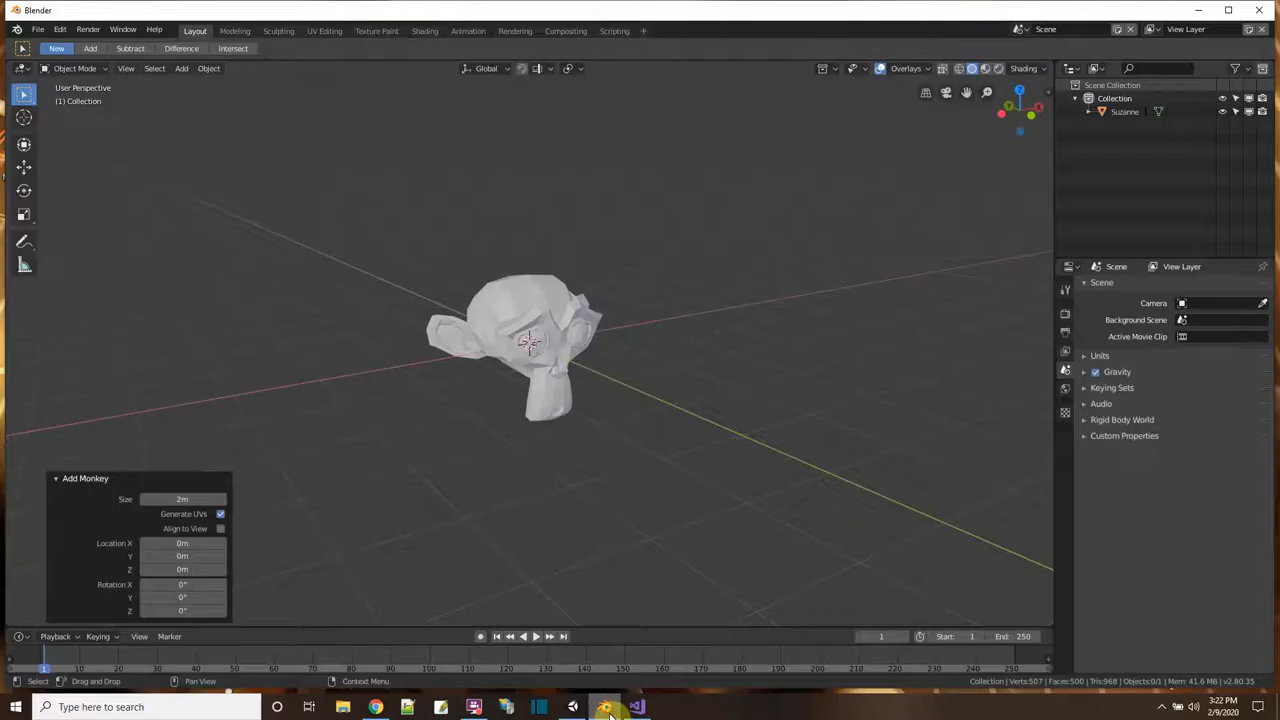 Blender
File Edit Render Window Help Layout Modeling Sculpting UV Editing Texture Paint Shading Animation Rendering Compositing Scripting + Scene View Layer
New Add Subtract Difference Intersect
Object Mode View Select Add Object Global Overlays Shading
User Perspective
(1) Collection
Z
Y
X
Scene Collection
Collection
Suzanne
Scene View Layer
Scene
Camera
Background Scene
Active Movie Clip
Units
Gravity
Keying Sets
Audio
Rigid Body World
Custom Properties
Add Monkey
Size 2m
Generate UVs
Align to View
Location X 0m
Y 0m
Z 0m
Rotation X 0°
Y 0°
Z 0°
Playback Keying View Marker 1 Start: 1 End: 250
1 10 20 30 40 50 60 70 80 90 100 110 120 130 140 150 160 170 180 190 200 210 220 230 240 250
Select Drag and Drop Pan View Context Menu Collection | Verts:507 | Faces:500 | Tris:968 | Objects:0/1 | Mem: 41.6 MB | v2.80.35
Type here to search
3:22 PM
2/9/2020